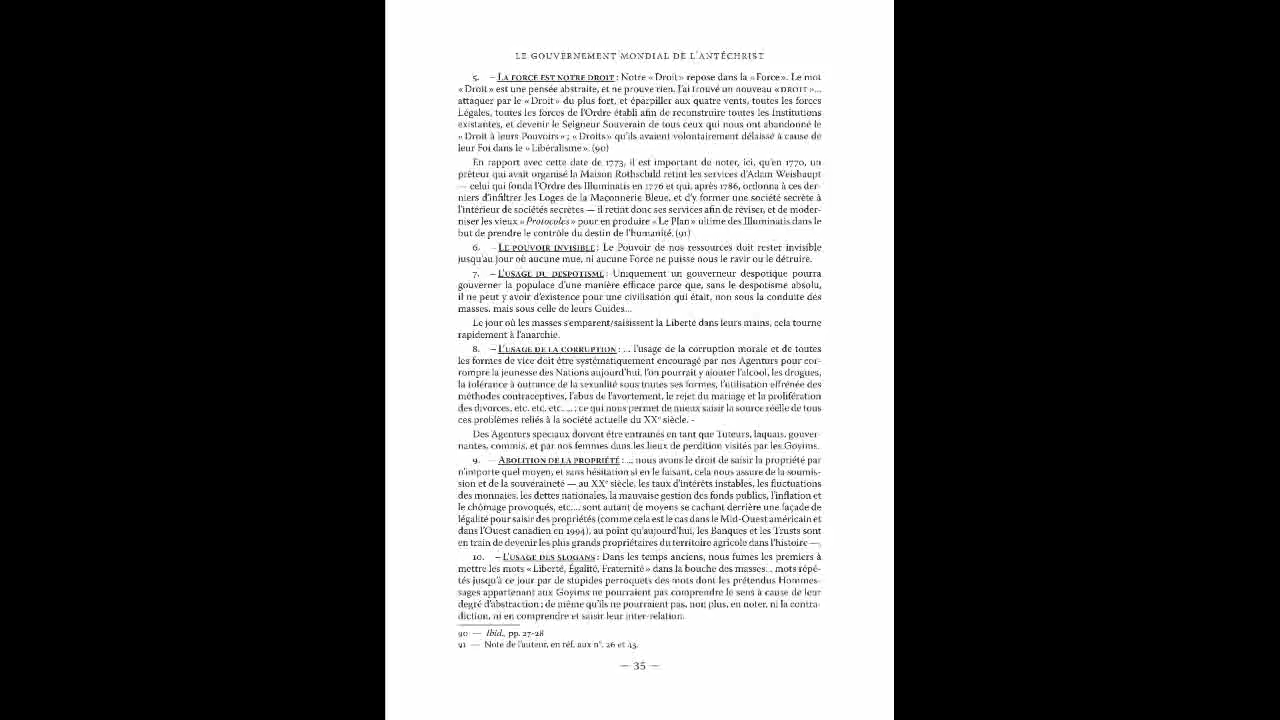 LE GOUVERNEMENT MONDIAL DE L'ANTÉCHRIST
5. – La force est notre droit : Notre « Droit » repose dans la « Force ». Le mot
« Droit » est une pensée abstraite, et ne prouve rien. J'ai trouvé un nouveau « DROIT »...
attaquer par le « Droit » du plus fort, et éparpiller aux quatre vents, toutes les forces
Légales, toutes les forces de l'Ordre établi afin de reconstruire toutes les Institutions
existantes, et devenir le Seigneur Souverain de tous ceux qui nous ont abandonné le
« Droit à leurs Pouvoirs » ; « Droits » qu'ils avaient volontairement délaissé à cause de
leur Foi dans le « Libéralisme ». (90)
En rapport avec cette date de 1773, il est important de noter, ici, qu'en 1770, un
prêteur qui avait organisé la Maison Rothschild retint les services d'Adam Weishaupt
— celui qui fonda l'Ordre des Illuminatis en 1776 et qui, après 1786, ordonna à ces der-
niers d'infiltrer les Loges de la Maçonnerie Bleue, et d'y former une société secrète à
l'intérieur de sociétés secrètes — il retint donc ses services afin de réviser, et de moder-
niser les vieux « Protocoles » pour en produire « Le Plan » ultime des Illuminatis dans le
but de prendre le contrôle du destin de l'humanité. (91)
6. – Le pouvoir invisible : Le Pouvoir de nos ressources doit rester invisible
jusqu'au jour où aucune mue, ni aucune Force ne puisse nous le ravir ou le détruire.
7. – L'usage du despotisme : Uniquement un gouverneur despotique pourra
gouverner la populace d'une manière efficace parce que, sans le despotisme absolu,
il ne peut y avoir d'existence pour une civilisation qui était, non sous la conduite des
masses, mais sous celle de leurs Guides...
Le jour où les masses s'emparent/saisissent la Liberté dans leurs mains, cela tourne
rapidement à l'anarchie.
8. – L'usage de la corruption : ... l'usage de la corruption morale et de toutes
les formes de vice doit être systématiquement encouragé par nos Agenturs pour cor-
rompre la jeunesse des Nations aujourd'hui, l'on pourrait y ajouter l'alcool, les drogues,
la tolérance à outrance de la sexualité sous toutes ses formes, l'utilisation effrénée des
méthodes contraceptives, l'abus de l'avortement, le rejet du mariage et la prolifération
des divorces, etc. etc. etc. ... ; ce qui nous permet de mieux saisir la source réelle de tous
ces problèmes reliés à la société actuelle du XXe siècle. -
Des Agenturs spéciaux doivent être entraînés en tant que Tuteurs, laquais, gouver-
nantes, commis, et par nos femmes dans les lieux de perdition visités par les Goyims.
9. — Abolition de la propriété : ... nous avons le droit de saisir la propriété par
n'importe quel moyen, et sans hésitation si en le faisant, cela nous assure de la soumis-
sion et de la souveraineté — au XXe siècle, les taux d'intérêts instables, les fluctuations
des monnaies, les dettes nationales, la mauvaise gestion des fonds publics, l'inflation et
le chômage provoqués, etc.... sont autant de moyens se cachant derrière une façade de
légalité pour saisir des propriétés (comme cela est le cas dans le Mid-Ouest américain et
dans l'Ouest canadien en 1994), au point qu'aujourd'hui, les Banques et les Trusts sont
en train de devenir les plus grands propriétaires du territoire agricole dans l'histoire —,
10. – L'usage des slogans : Dans les temps anciens, nous fumes les premiers à
mettre les mots « Liberté, Égalité, Fraternité » dans la bouche des masses... mots répé-
tés jusqu'à ce jour par de stupides perroquets des mots dont les prétendus Hommes-
sages appartenant aux Goyims ne pourraient pas comprendre le sens à cause de leur
degré d'abstraction ; de même qu'ils ne pourraient pas, non plus, en noter, ni la contra-
diction, ni en comprendre et saisir leur inter-relation.
90 — Ibid., pp. 27-28
91 — Note de l'auteur, en réf. aux n°. 26 et 43.
— 35 —